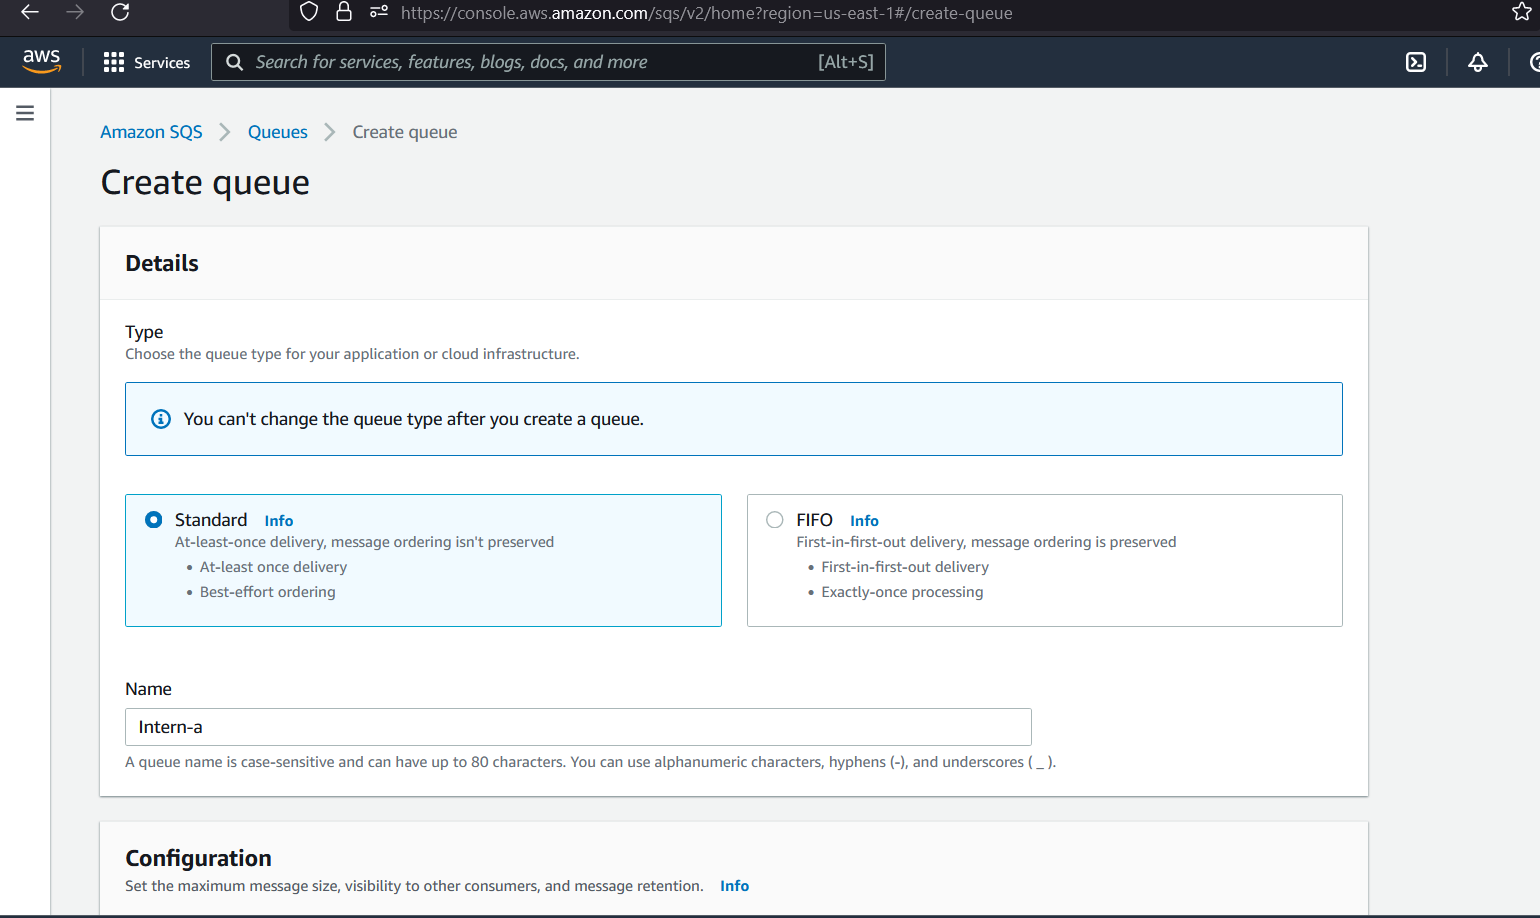 https://console.aws.amazon.com/sqs/v2/home?region=us-east-1#/create-queue
aws Services Search for services, features, blogs, docs, and more [Alt+S]
Amazon SQS Queues Create queue
Create queue
Details
Type
Choose the queue type for your application or cloud infrastructure.
You can't change the queue type after you create a queue.
Standard Info
At-least-once delivery, message ordering isn't preserved
• At-least once delivery
• Best-effort ordering
FIFO Info
First-in-first-out delivery, message ordering is preserved
• First-in-first-out delivery
• Exactly-once processing
Name
Intern-a
A queue name is case-sensitive and can have up to 80 characters. You can use alphanumeric characters, hyphens (-), and underscores ( _ ).
Configuration
Set the maximum message size, visibility to other consumers, and message retention. Info